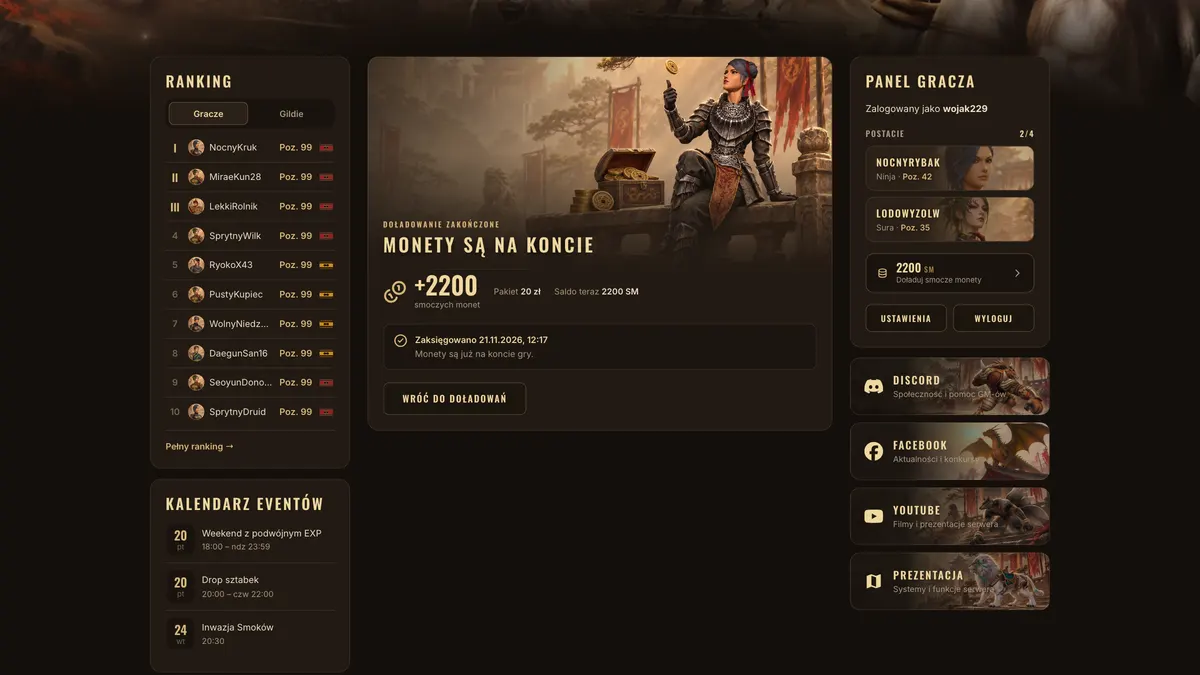 RANKING
Gracze
Gildie
I NocnyKruk Poz. 99
II MiraeKun28 Poz. 99
III LekkiRolnik Poz. 99
4 SprytnyWilk Poz. 99
5 RyokoX43 Poz. 99
6 PustyKupiec Poz. 99
7 WolnyNiedz... Poz. 99
8 DaegunSan16 Poz. 99
9 SeoyunDono... Poz. 99
10 SprytnyDruid Poz. 99
Pełny ranking →
KALENDARZ EVENTÓW
20 Weekend z podwójnym EXP
pt 18:00 – ndz 23:59
20 Drop sztabek
pt 20:00 – czw 22:00
24 Inwazja Smoków
wt 20:30
DOŁADOWANIE ZAKOŃCZONE
MONETY SĄ NA KONCIE
+2200
smoczych monet
Pakiet 20 zł
Saldo teraz 2200 SM
Zaksięgowano 21.11.2026, 12:17
Monety są już na koncie gry.
WRÓĆ DO DOŁADOWAŃ
PANEL GRACZA
Zalogowany jako wojak229
POSTACIE 2/4
NOCNYRYBAK
Ninja · Poz. 42
LODOWYZOLW
Sura · Poz. 35
2200 SM
Doładuj smocze monety
USTAWIENIA
WYLOGUJ
DISCORD
Społeczność i pomoc GM-ów
FACEBOOK
Aktualności i konkursy
YOUTUBE
Filmy i prezentacje serwera
PREZENTACJA
Systemy i funkcje serwera